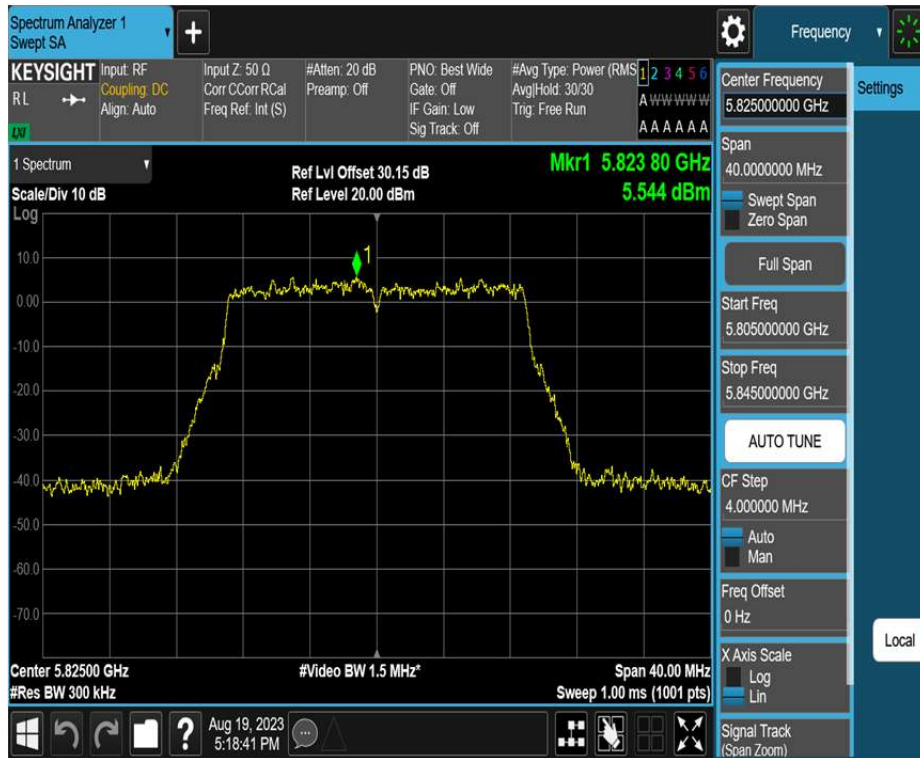 Spectrum Analyzer 1
Swept SA
+
Frequency
KEYSIGHT
R L
LXI
Input: RF
Coupling: DC
Align: Auto
Input Z: 50 Ω
Corr CCorr RCal
Freq Ref: Int (S)
#Atten: 20 dB
Preamp: Off
PNO: Best Wide
Gate: Off
IF Gain: Low
Sig Track: Off
#Avg Type: Power (RMS
Avg|Hold: 30/30
Trig: Free Run
1 2 3 4 5 6
A W W W W W
A A A A A A
1 Spectrum
Scale/Div 10 dB
Log
Ref Lvl Offset 30.15 dB
Ref Level 20.00 dBm
Mkr1 5.823 80 GHz
5.544 dBm
1
10.0
0.00
-10.0
-20.0
-30.0
-40.0
-50.0
-60.0
-70.0
Center 5.82500 GHz
#Res BW 300 kHz
#Video BW 1.5 MHz*
Span 40.00 MHz
Sweep 1.00 ms (1001 pts)
?
Aug 19, 2023
5:18:41 PM
Center Frequency
5.825000000 GHz
Span
40.0000000 MHz
Swept Span
Zero Span
Full Span
Start Freq
5.805000000 GHz
Stop Freq
5.845000000 GHz
AUTO TUNE
CF Step
4.000000 MHz
Auto
Man
Freq Offset
0 Hz
X Axis Scale
Log
Lin
Signal Track
(Span Zoom)
Settings
Local